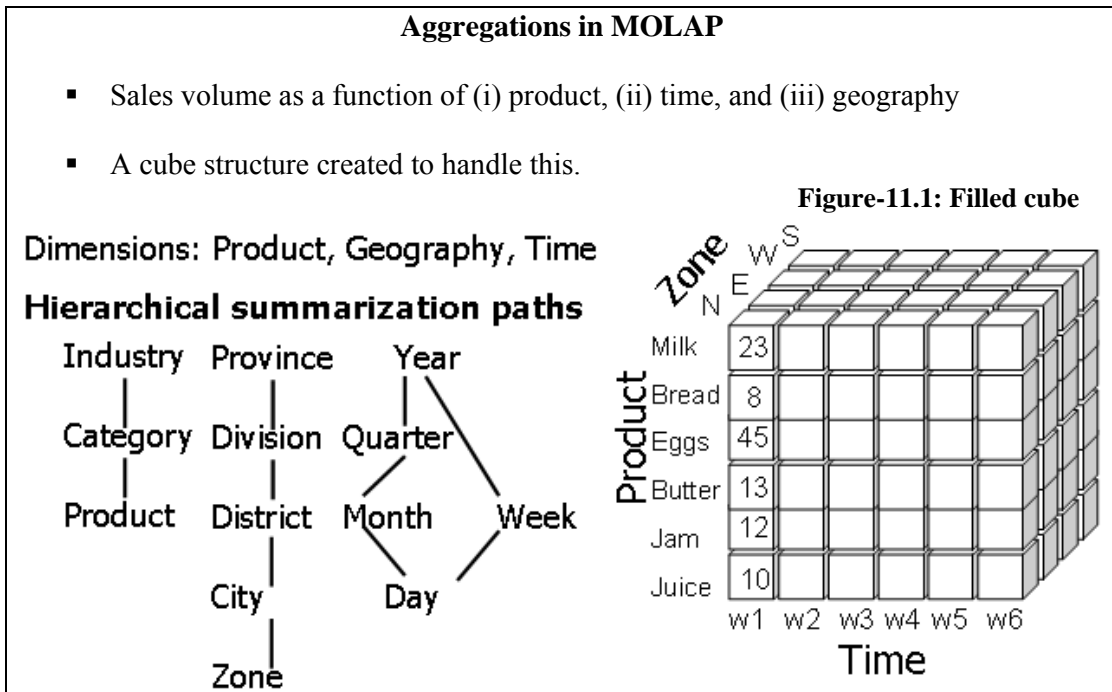 Aggregations in MOLAP
▪ Sales volume as a function of (i) product, (ii) time, and (iii) geography
▪ A cube structure created to handle this.
Figure-11.1: Filled cube
Dimensions: Product, Geography, Time
Hierarchical summarization paths
Industry Province Year
Category Division Quarter
Product District Month Week
City Day
Zone
Zone
N E W S
Product
Milk 23
Bread 8
Eggs 45
Butter 13
Jam 12
Juice 10
w1 w2 w3 w4 w5 w6
Time